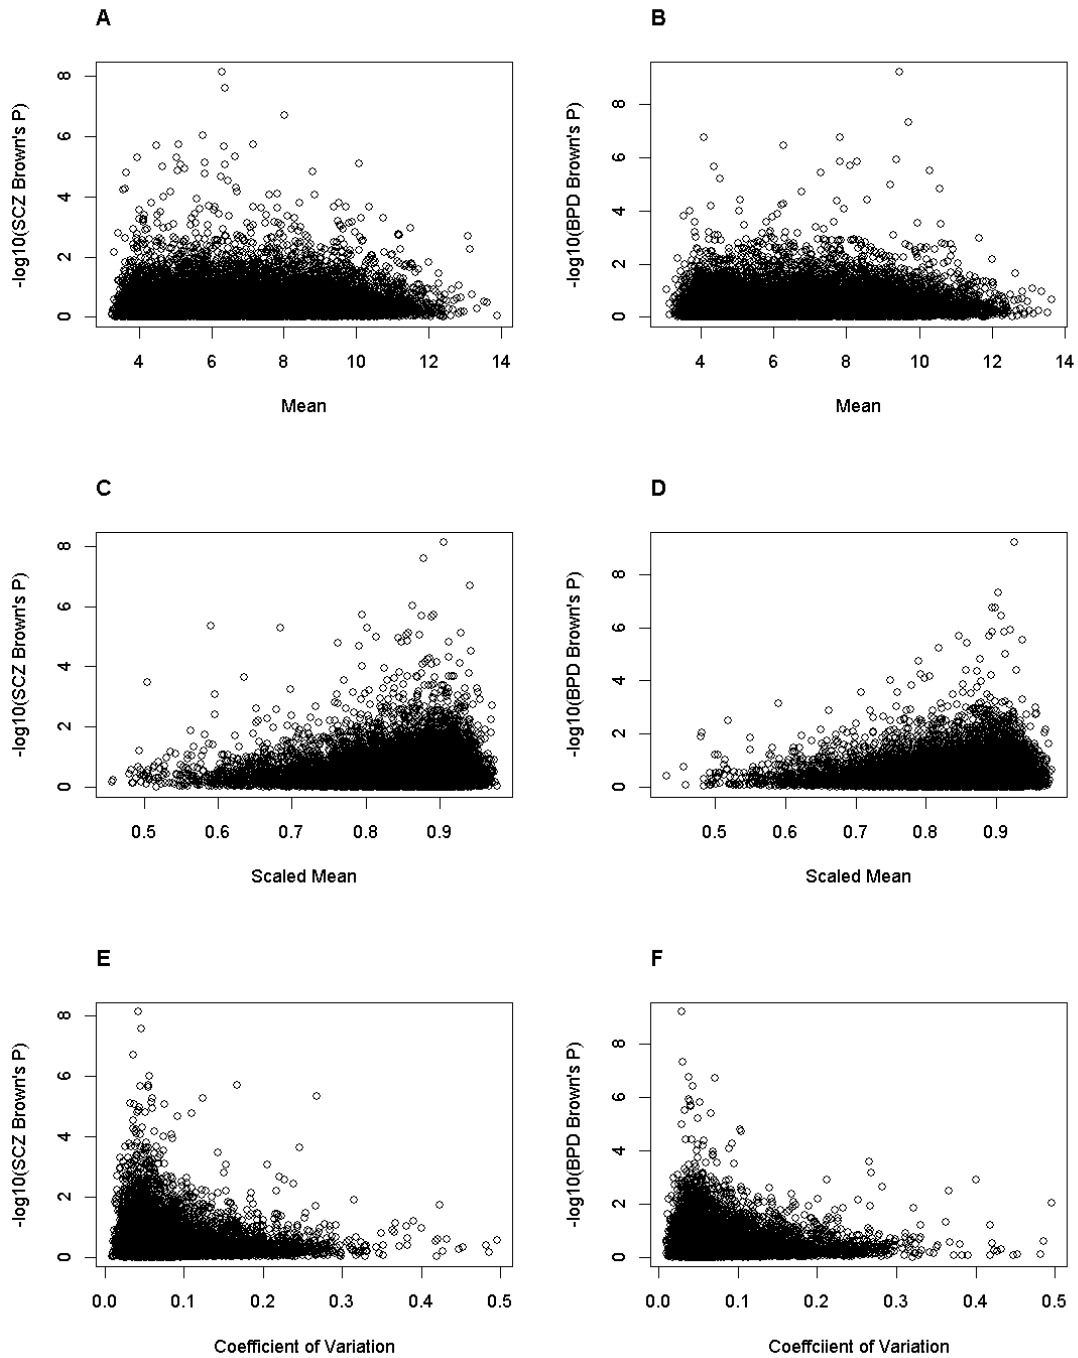 A
B
-log10(SCZ Brown's P)
0 2 4 6 8
4 6 8 10 12 14
Mean
-log10(BPD Brown's P)
0 2 4 6 8
4 6 8 10 12 14
Mean
C
D
-log10(SCZ Brown's P)
0 2 4 6 8
0.5 0.6 0.7 0.8 0.9
Scaled Mean
-log10(BPD Brown's P)
0 2 4 6 8
0.5 0.6 0.7 0.8 0.9
Scaled Mean
E
F
-log10(SCZ Brown's P)
0 2 4 6 8
0.0 0.1 0.2 0.3 0.4 0.5
Coefficient of Variation
-log10(BPD Brown's P)
0 2 4 6 8
0.0 0.1 0.2 0.3 0.4 0.5
Coeffciient of Variation